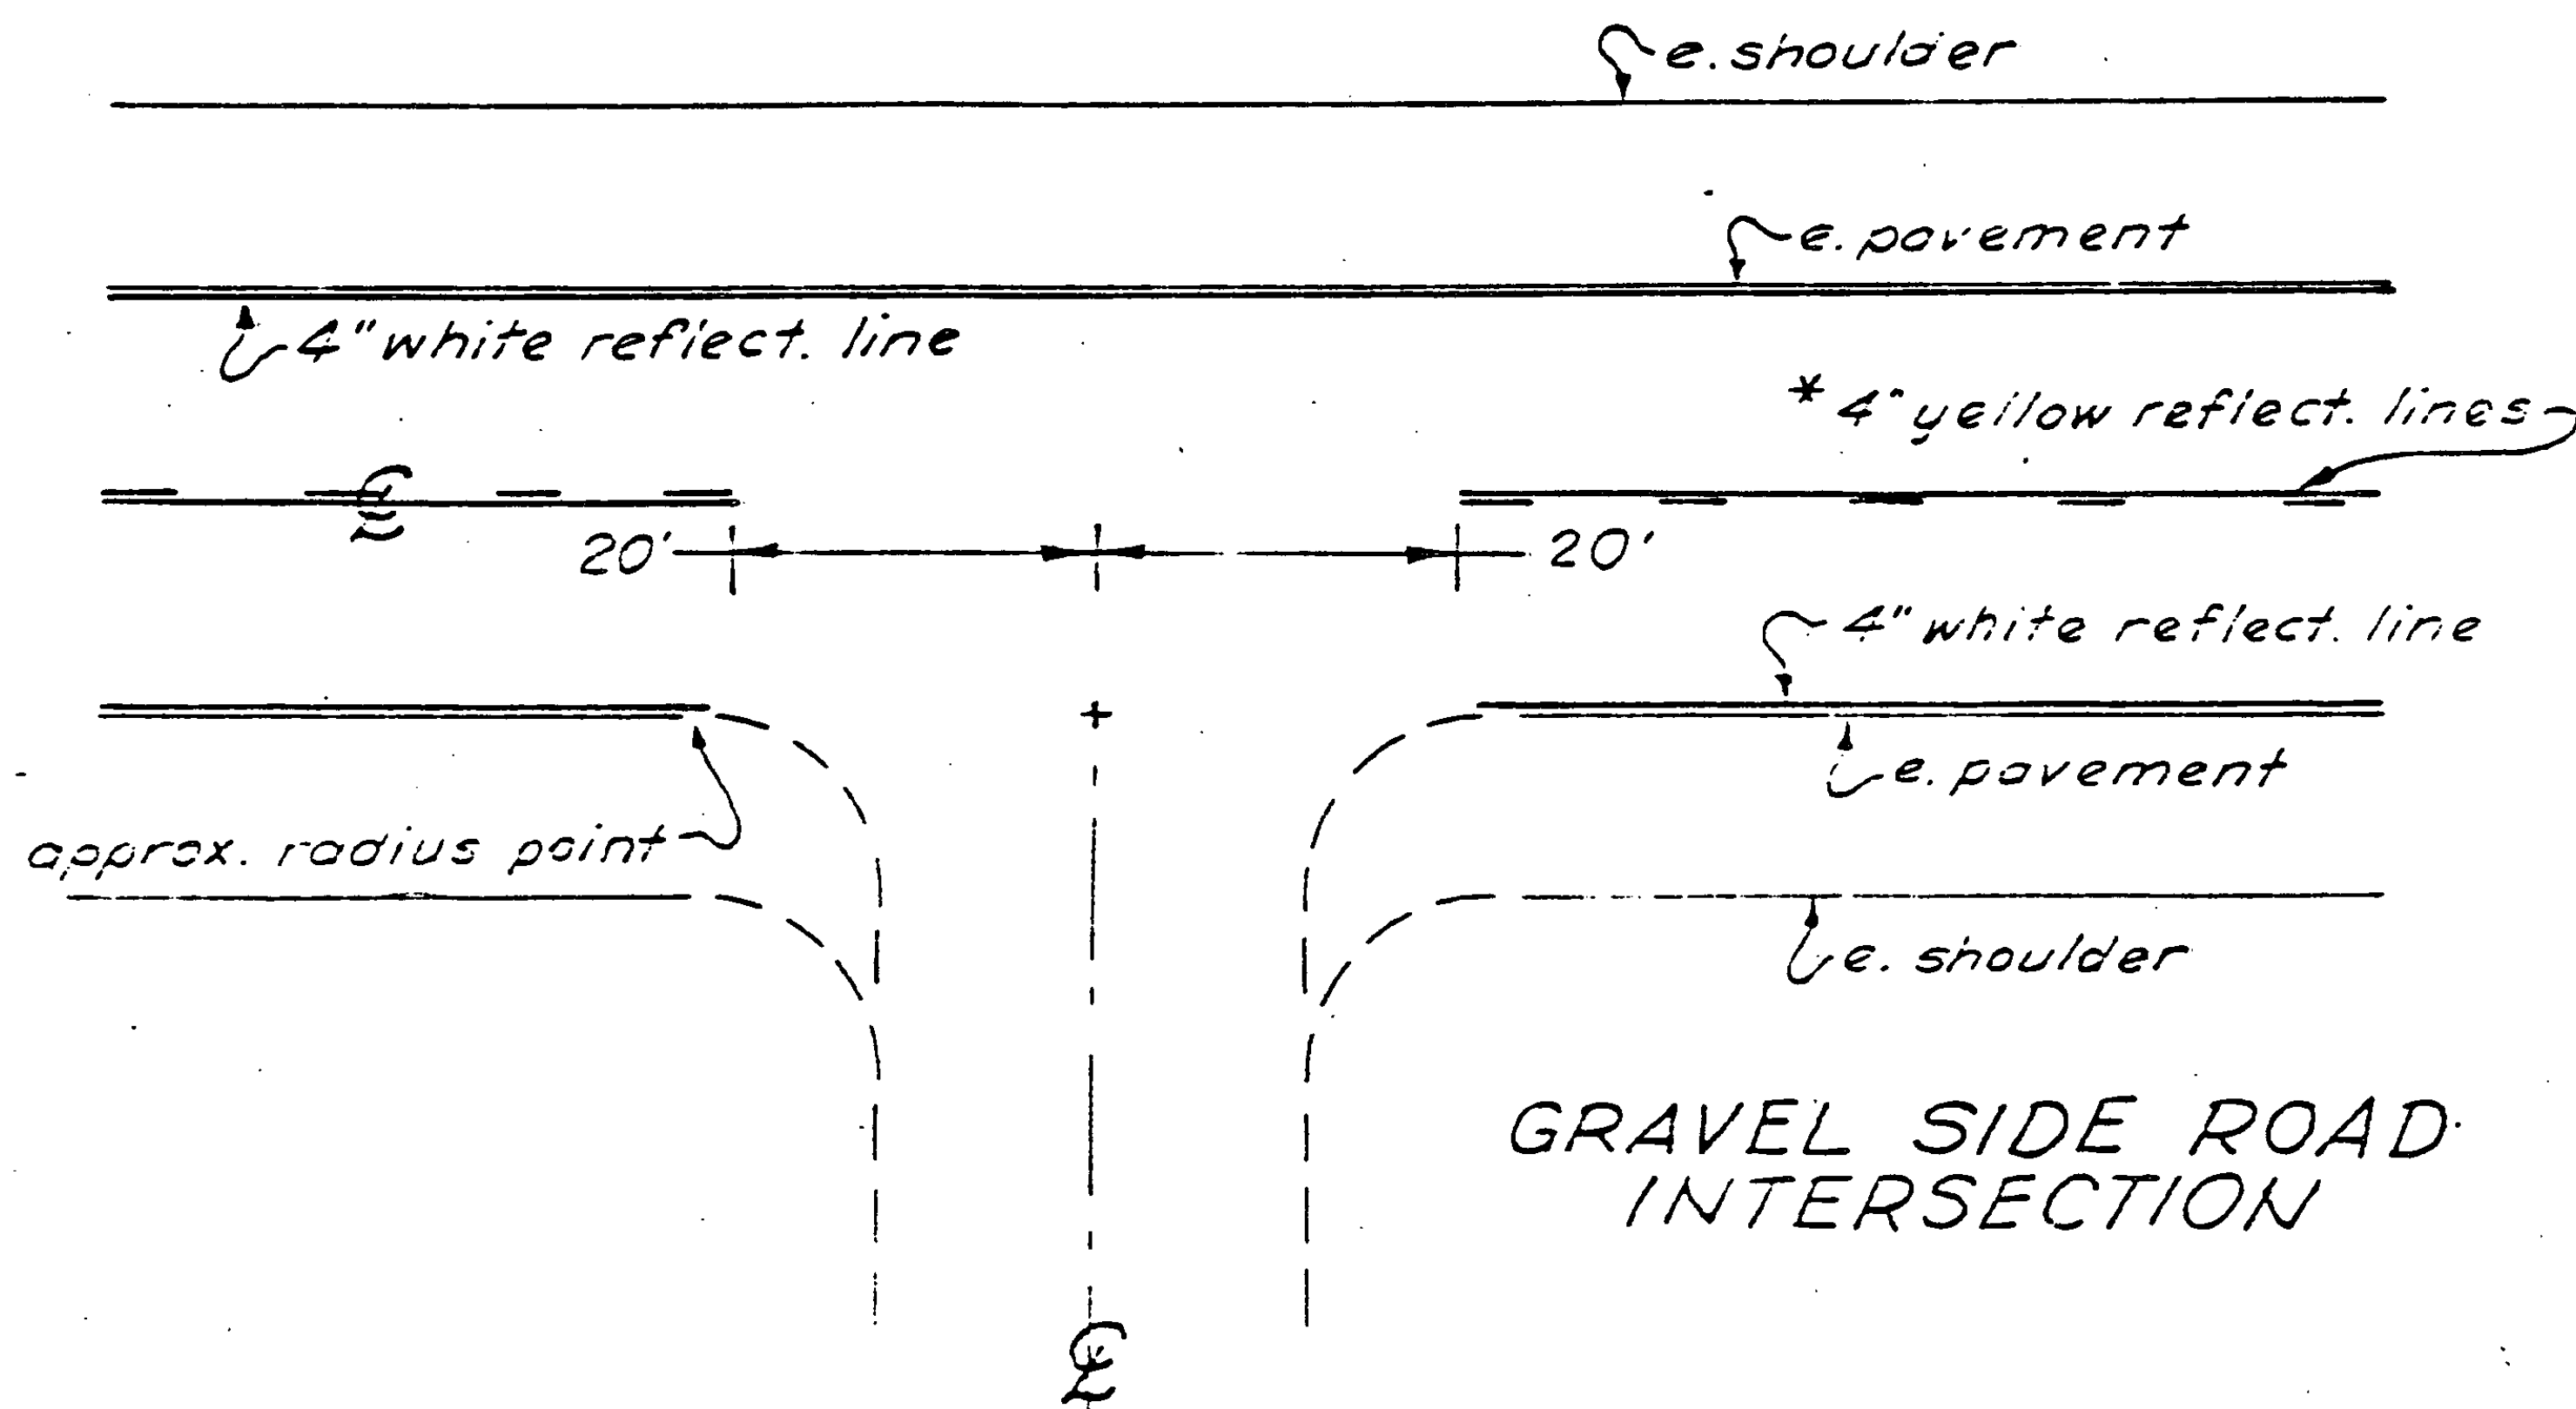 e. shoulder
e. pavement
4" white reflect. line
* 4" yellow reflect. lines
℄
20' 20'
4" white reflect. line
e. pavement
approx. radius point
e. shoulder
GRAVEL SIDE ROAD
INTERSECTION
℄